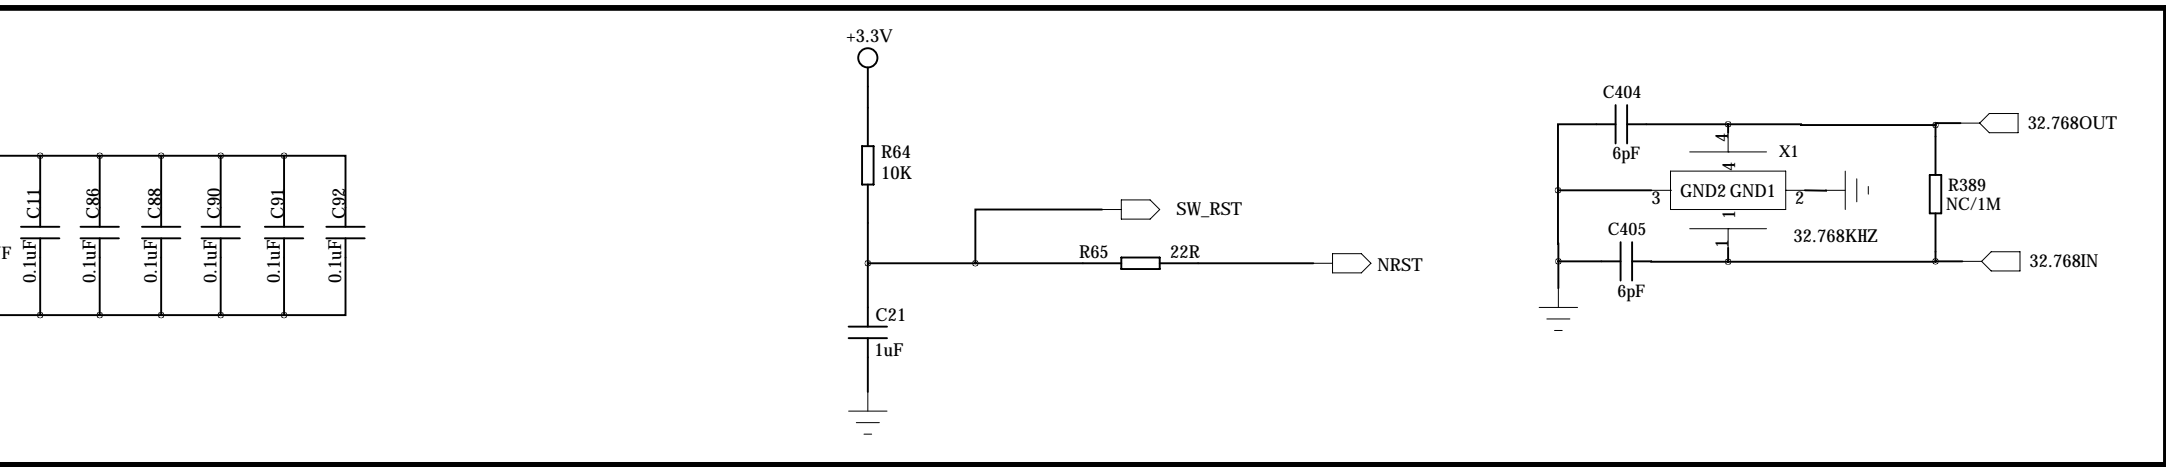 C11
0.1uF
C86
0.1uF
C88
0.1uF
C90
0.1uF
C91
0.1uF
C92
0.1uF
+3.3V
R64
10K
SW_RST
R65 22R
NRST
C21
1uF
C404
6pF
32.768OUT
4
X1
4
GND2 GND1
3
2
1
1
R389
NC/1M
C405
6pF
32.768KHZ
32.768IN